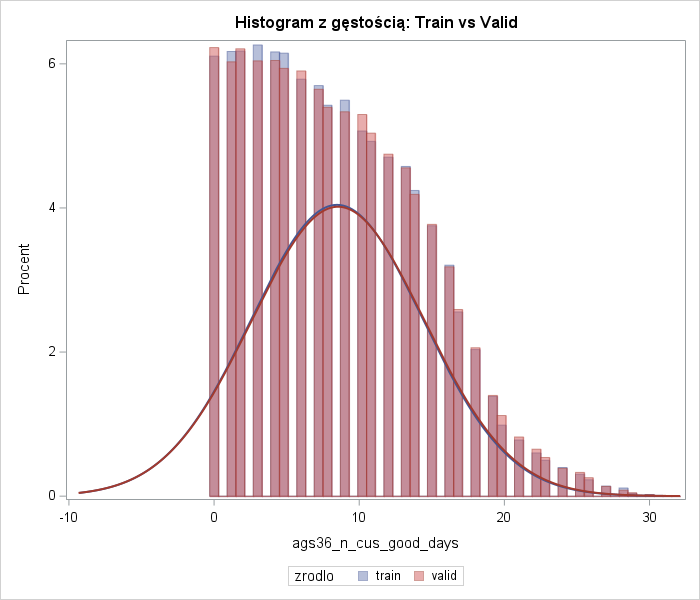 Histogram z gęstością: Train vs Valid
6
4
2
0
Procent
-10
0
10
20
30
ags36_n_cus_good_days
zrodlo train valid